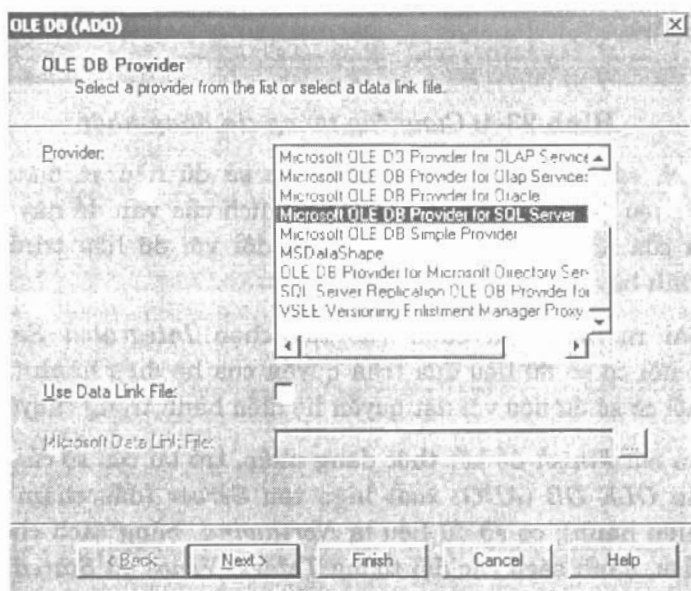 OLE DB (ADO)
OLE DB Provider
Select a provider from the list or select a data link file.
Provider:
Microsoft OLE DB Provider for OLAP Service
Microsoft OLE DB Provider for Olap Services
Microsoft OLE DB Provider for Oracle
Microsoft OLE DB Provider for SQL Server
Microsoft OLE DB Simple Provider
MSDataShape
OLE DB Provider for Microsoft Directory Ser
SQL Server Replication OLE DB Provider for
VSEE Versioning Enlistment Manager Proxy
Use Data Link File:
Microsoft Data Link File:
...
< Back
Next >
Finish
Cancel
Help